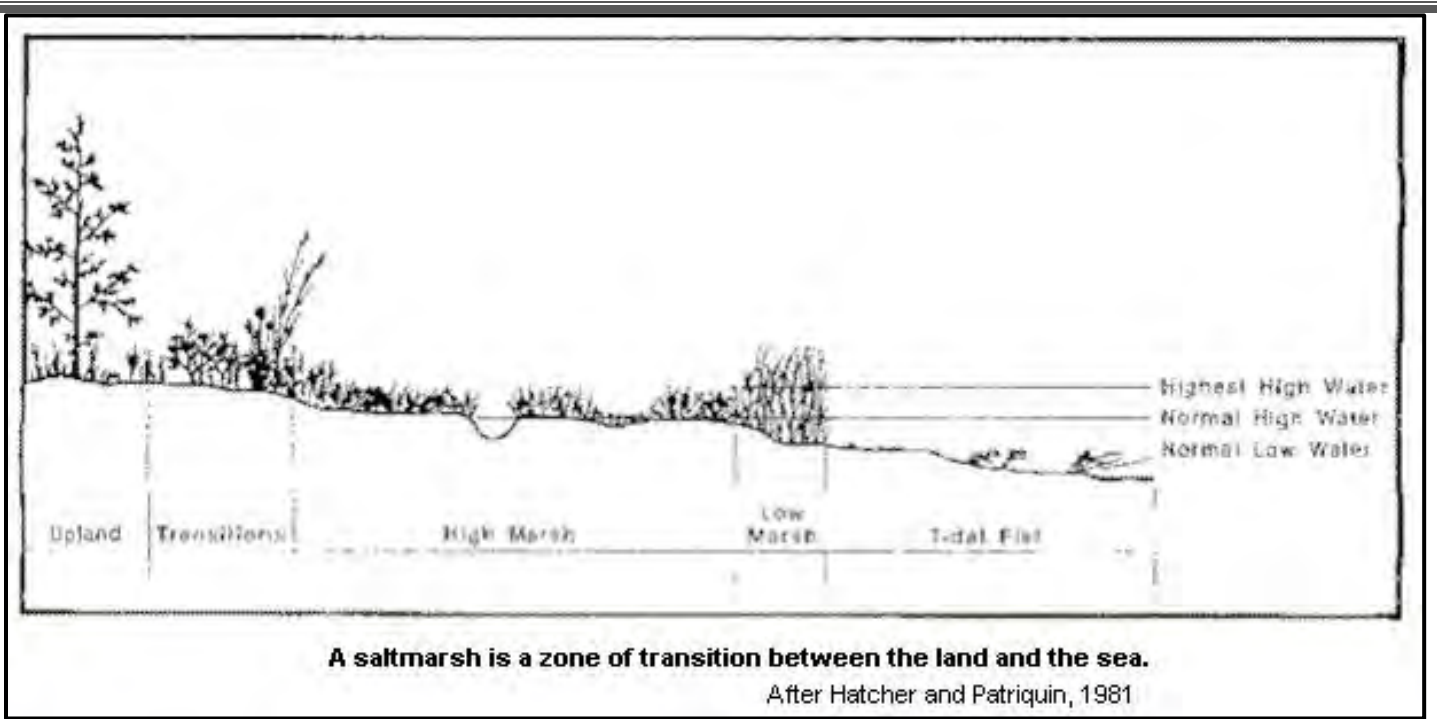 Highest High Water
Normal High Water
Normal Low Water
Upland
Transitions
High Marsh
Low
Marsh
Tidal Flat
A saltmarsh is a zone of transition between the land and the sea.
After Hatcher and Patriquin, 1981